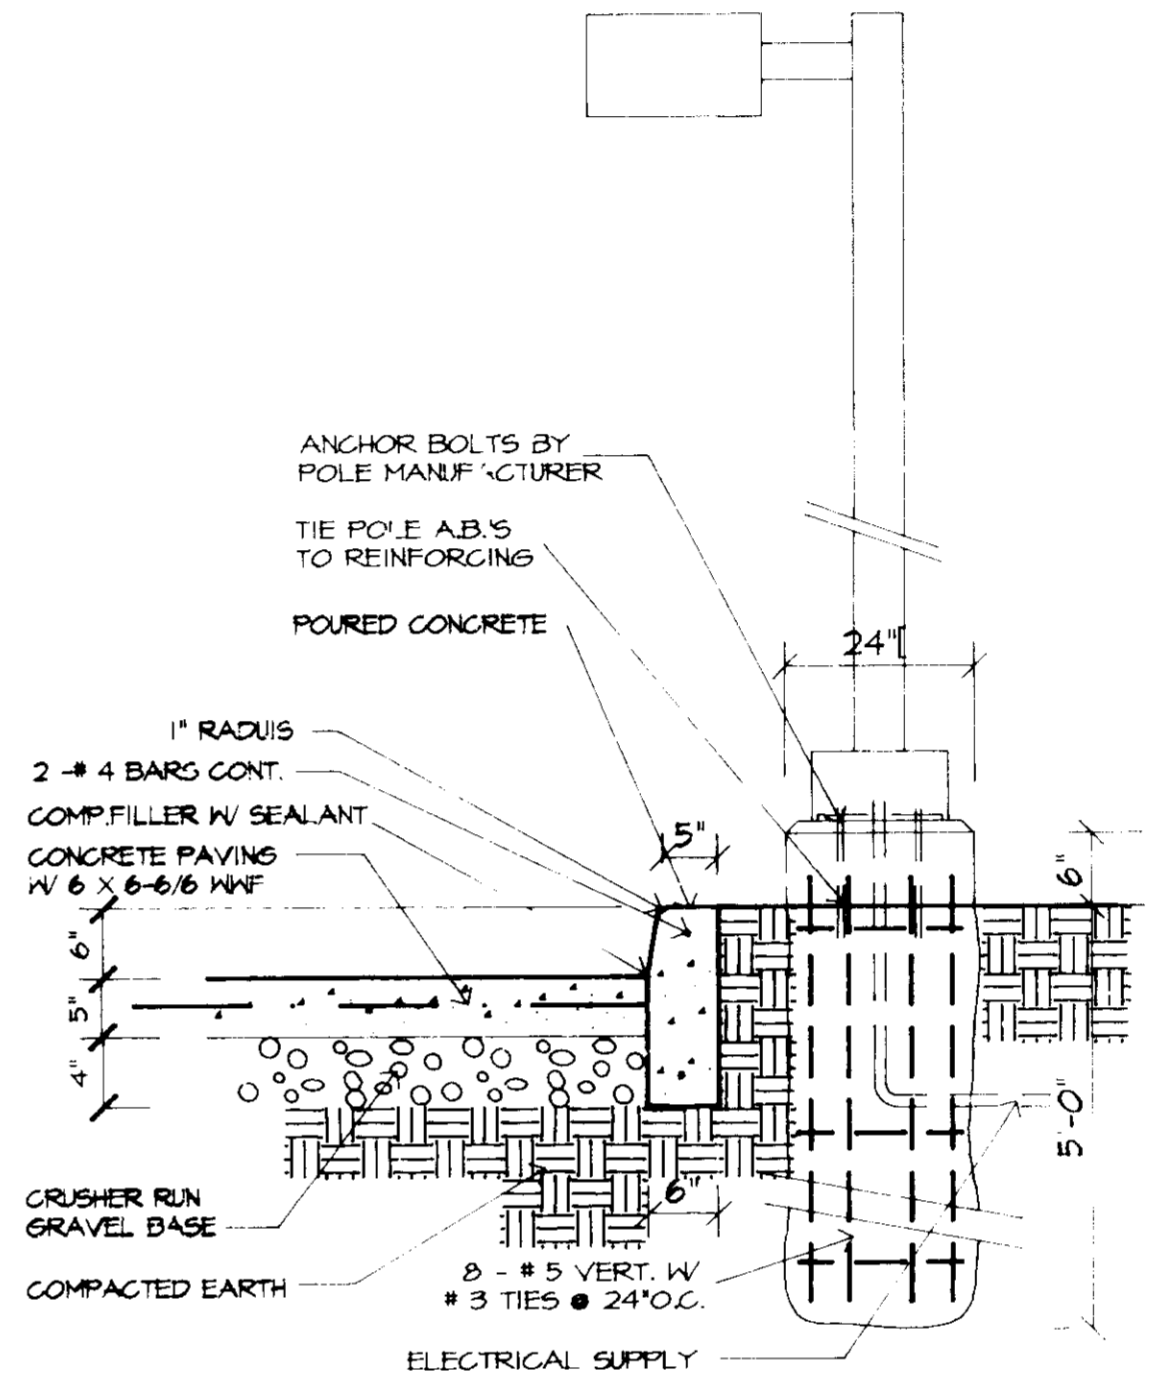 ANCHOR BOLTS BY
POLE MANUFACTURER
TIE POLE A.B.'S
TO REINFORCING
POURED CONCRETE
24"
1" RADUIS
2 -# 4 BARS CONT.
COMP.FILLER W/ SEALANT
CONCRETE PAVING
W/ 6 X 6-6/6 WWF
5"
6"
6"
5"
4"
5'-0"
6"
CRUSHER RUN
GRAVEL BASE
COMPACTED EARTH
8 - # 5 VERT. W/
# 3 TIES @ 24"O.C.
ELECTRICAL SUPPLY